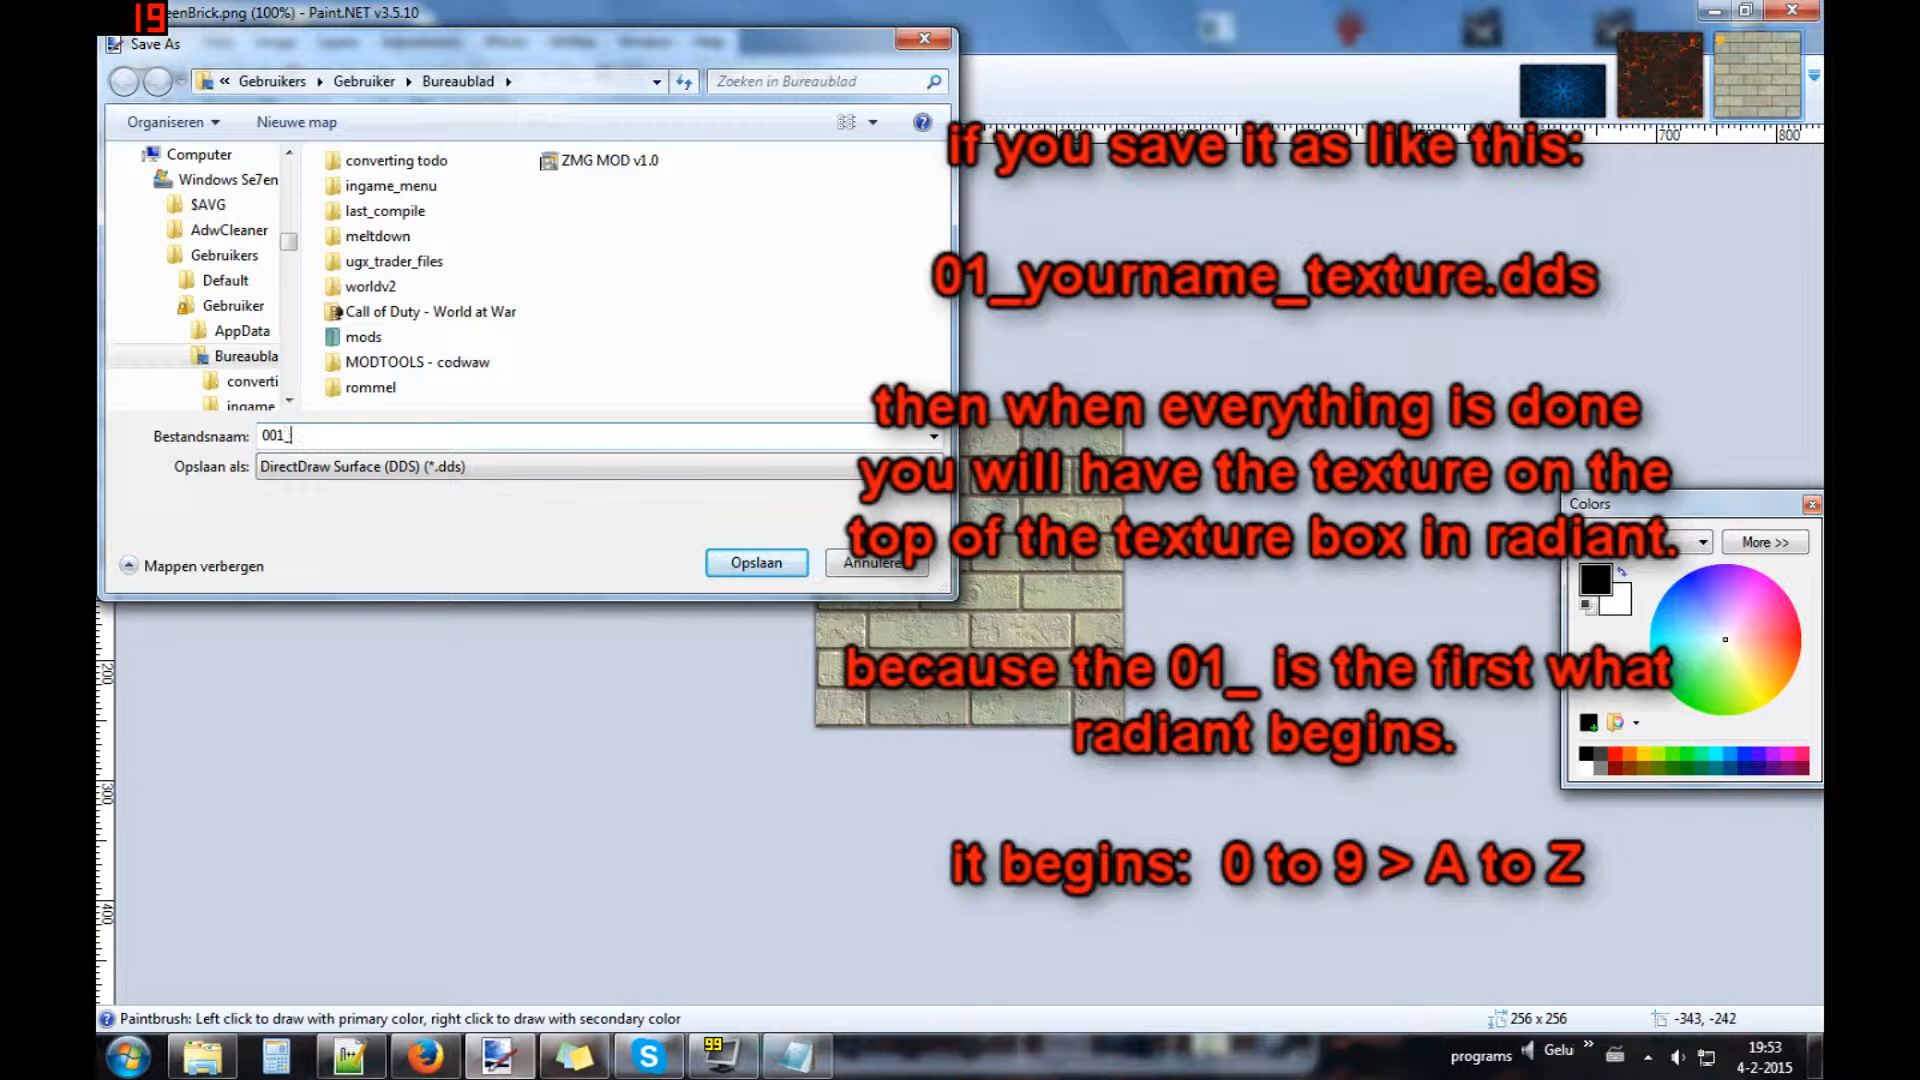 19
eenBrick.png (100%) - Paint.NET v3.5.10
Save As
« Gebruikers
Gebruiker
Bureaublad
Zoeken in Bureaublad
Organiseren
Nieuwe map
Computer
Windows Se7en
$AVG
AdwCleaner
Gebruikers
Default
Gebruiker
AppData
Bureaubla
converti
ingame
converting todo
ingame_menu
last_compile
meltdown
ugx_trader_files
worldv2
Call of Duty - World at War
mods
MODTOOLS - codwaw
rommel
ZMG MOD v1.0
Bestandsnaam: 001_
Opslaan als: DirectDraw Surface (DDS) (*.dds)
Mappen verbergen
Opslaan
Annulere
700
800
if you save it as like this:
01_yourname_texture.dds
then when everything is done
you will have the texture on the
top of the texture box in radiant.
because the 01_ is the first what
radiant begins.
it begins: 0 to 9 > A to Z
Colors
More >>
200
300
400
Paintbrush: Left click to draw with primary color, right click to draw with secondary color
256 x 256
-343, -242
99
programs
Gelu
»
19:53
4-2-2015